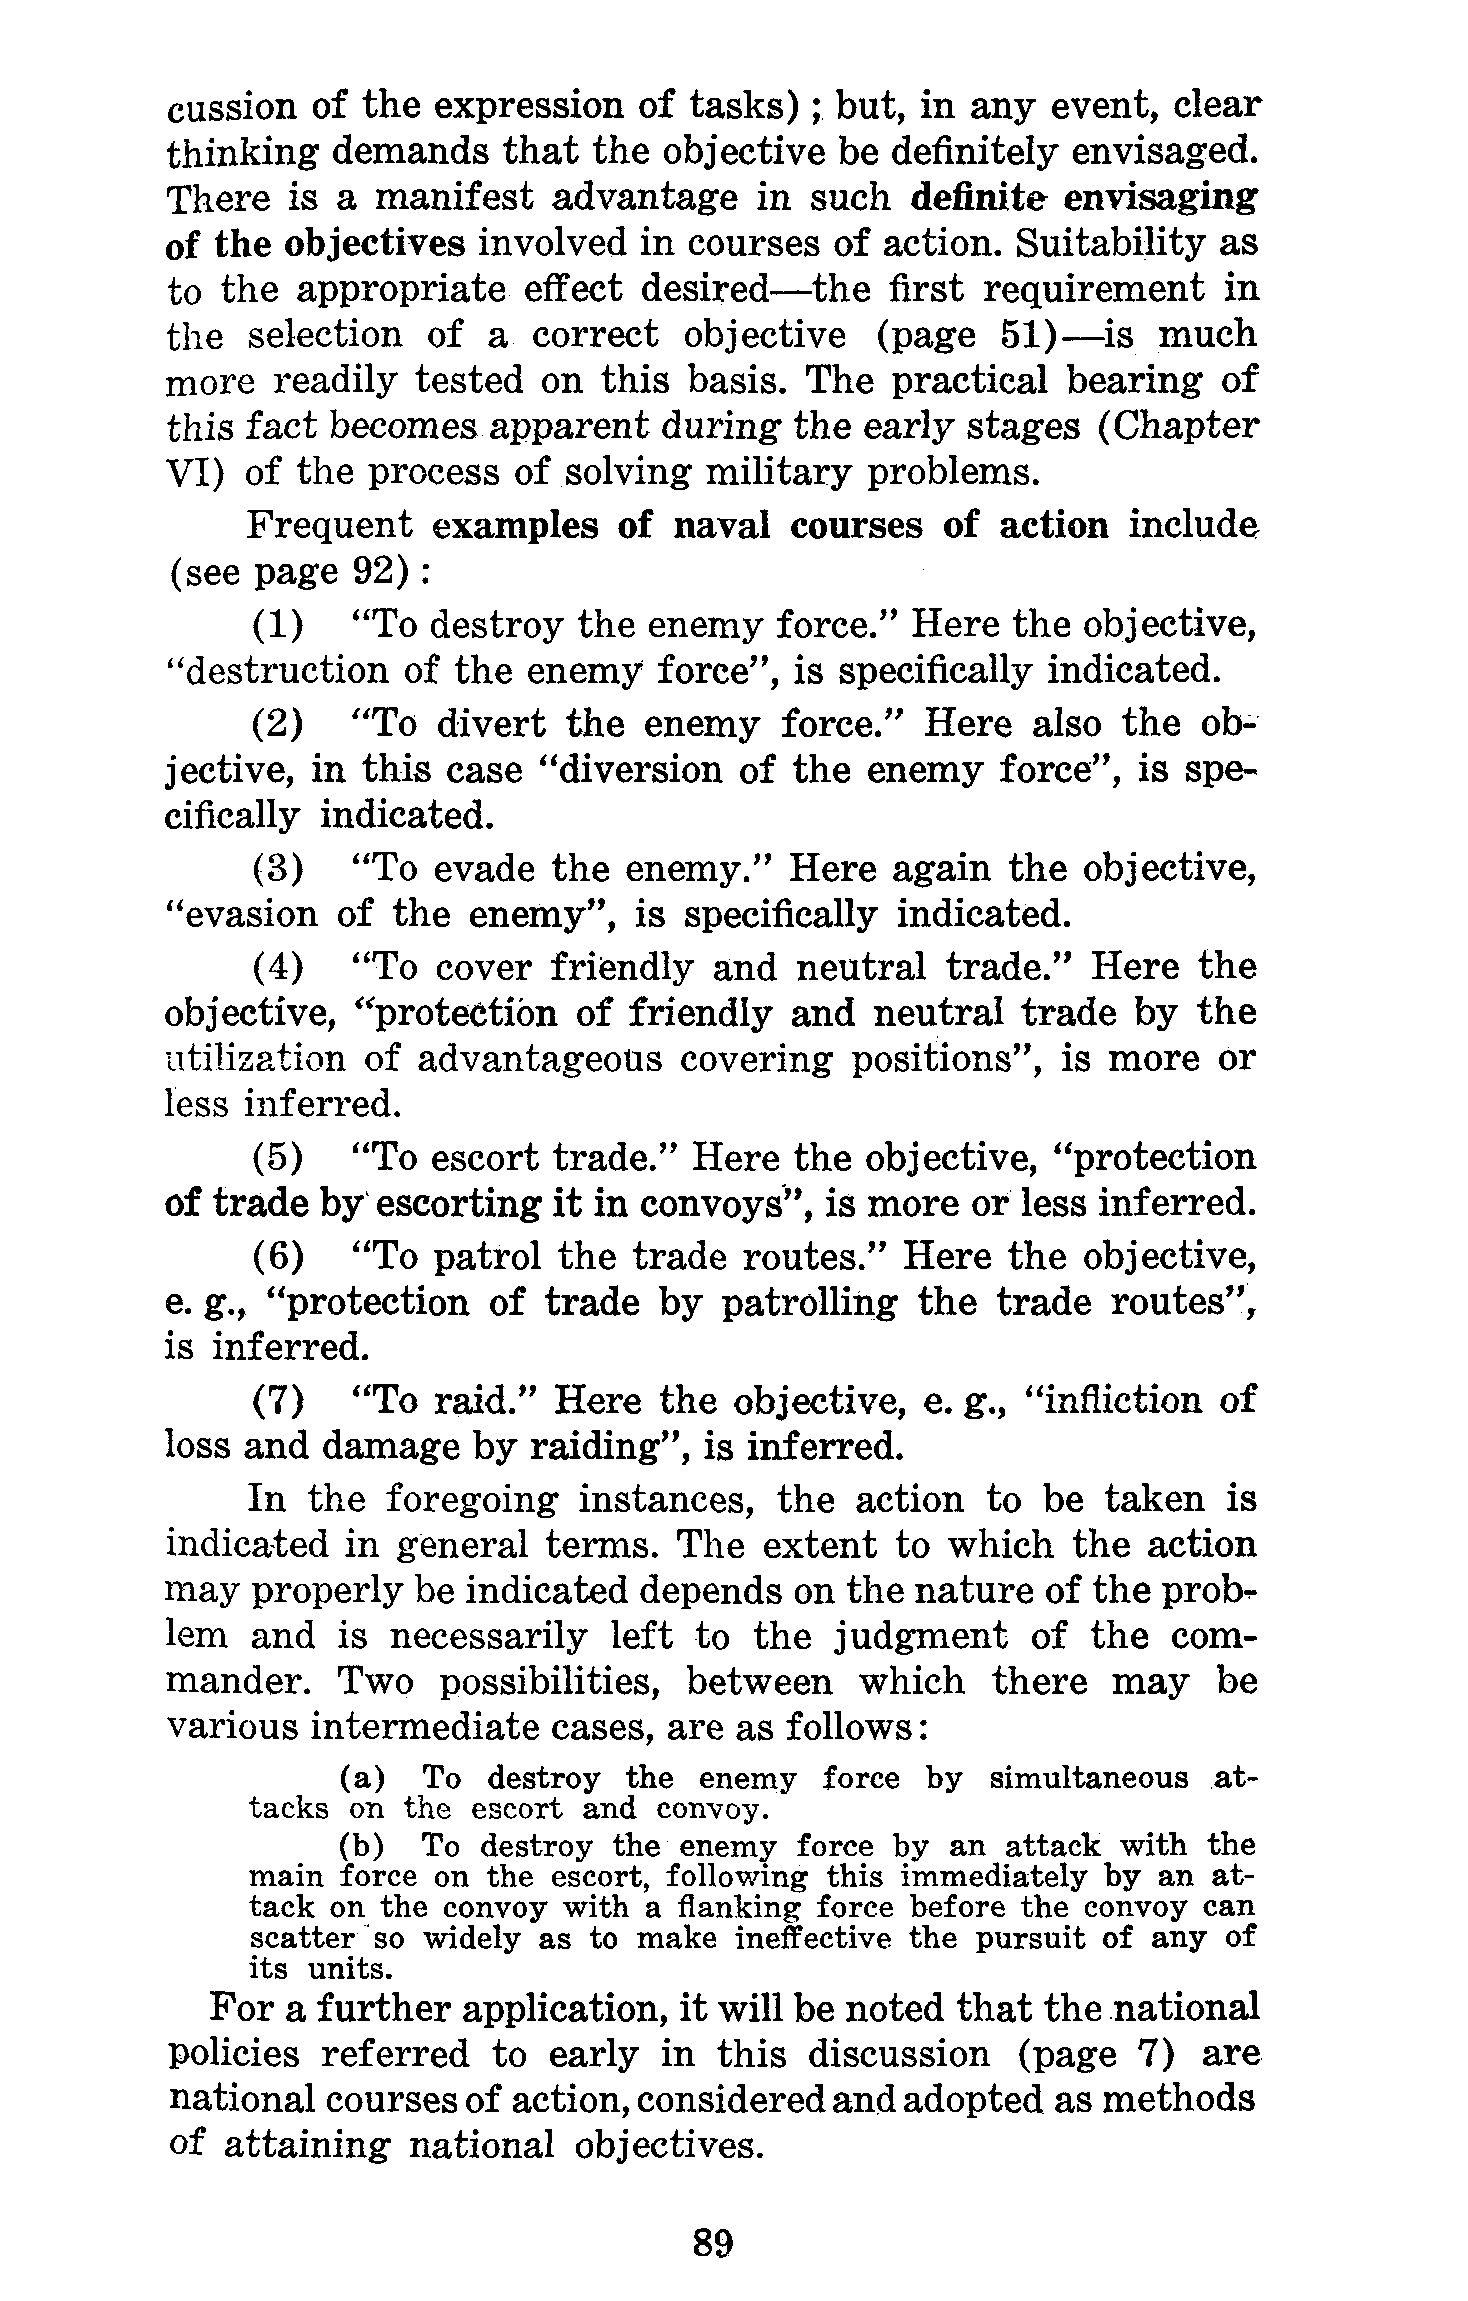 cussion of the expression of tasks) ; but, in any event, clear
thinking demands that the objective be definitely envisaged.
There is a manifest advantage in such definite envisaging
of the objectives involved in courses of action. Suitability as
to the appropriate effect desired—the first requirement in
the selection of a correct objective (page 51)—is much
more readily tested on this basis. The practical bearing of
this fact becomes apparent during the early stages (Chapter
VI) of the process of solving military problems.
Frequent examples of naval courses of action include
(see page 92) :
(1) “To destroy the enemy force.” Here the objective,
“destruction of the enemy force”, is specifically indicated.
(2) “To divert the enemy force.” Here also the ob-
jective, in this case “diversion of the enemy force”, is spe-
cifically indicated.
(3) “To evade the enemy.” Here again the objective,
“evasion of the enemy”, is specifically indicated.
(4) “To cover friendly and neutral trade.” Here the
objective, “protection of friendly and neutral trade by the
utilization of advantageous covering positions”, is more or
less inferred.
(5) “To escort trade.” Here the objective, “protection
of trade by escorting it in convoys”, is more or less inferred.
(6) “To patrol the trade routes.” Here the objective,
e. g., “protection of trade by patrolling the trade routes”,
is inferred.
(7) “To raid.” Here the objective, e. g., “infliction of
loss and damage by raiding”, is inferred.
In the foregoing instances, the action to be taken is
indicated in general terms. The extent to which the action
may properly be indicated depends on the nature of the prob-
lem and is necessarily left to the judgment of the com-
mander. Two possibilities, between which there may be
various intermediate cases, are as follows:
(a) To destroy the enemy force by simultaneous at-
tacks on the escort and convoy.
(b) To destroy the enemy force by an attack with the
main force on the escort, following this immediately by an at-
tack on the convoy with a flanking force before the convoy can
scatter so widely as to make ineffective the pursuit of any of
its units.
For a further application, it will be noted that the national
policies referred to early in this discussion (page 7) are
national courses of action, considered and adopted as methods
of attaining national objectives.
89